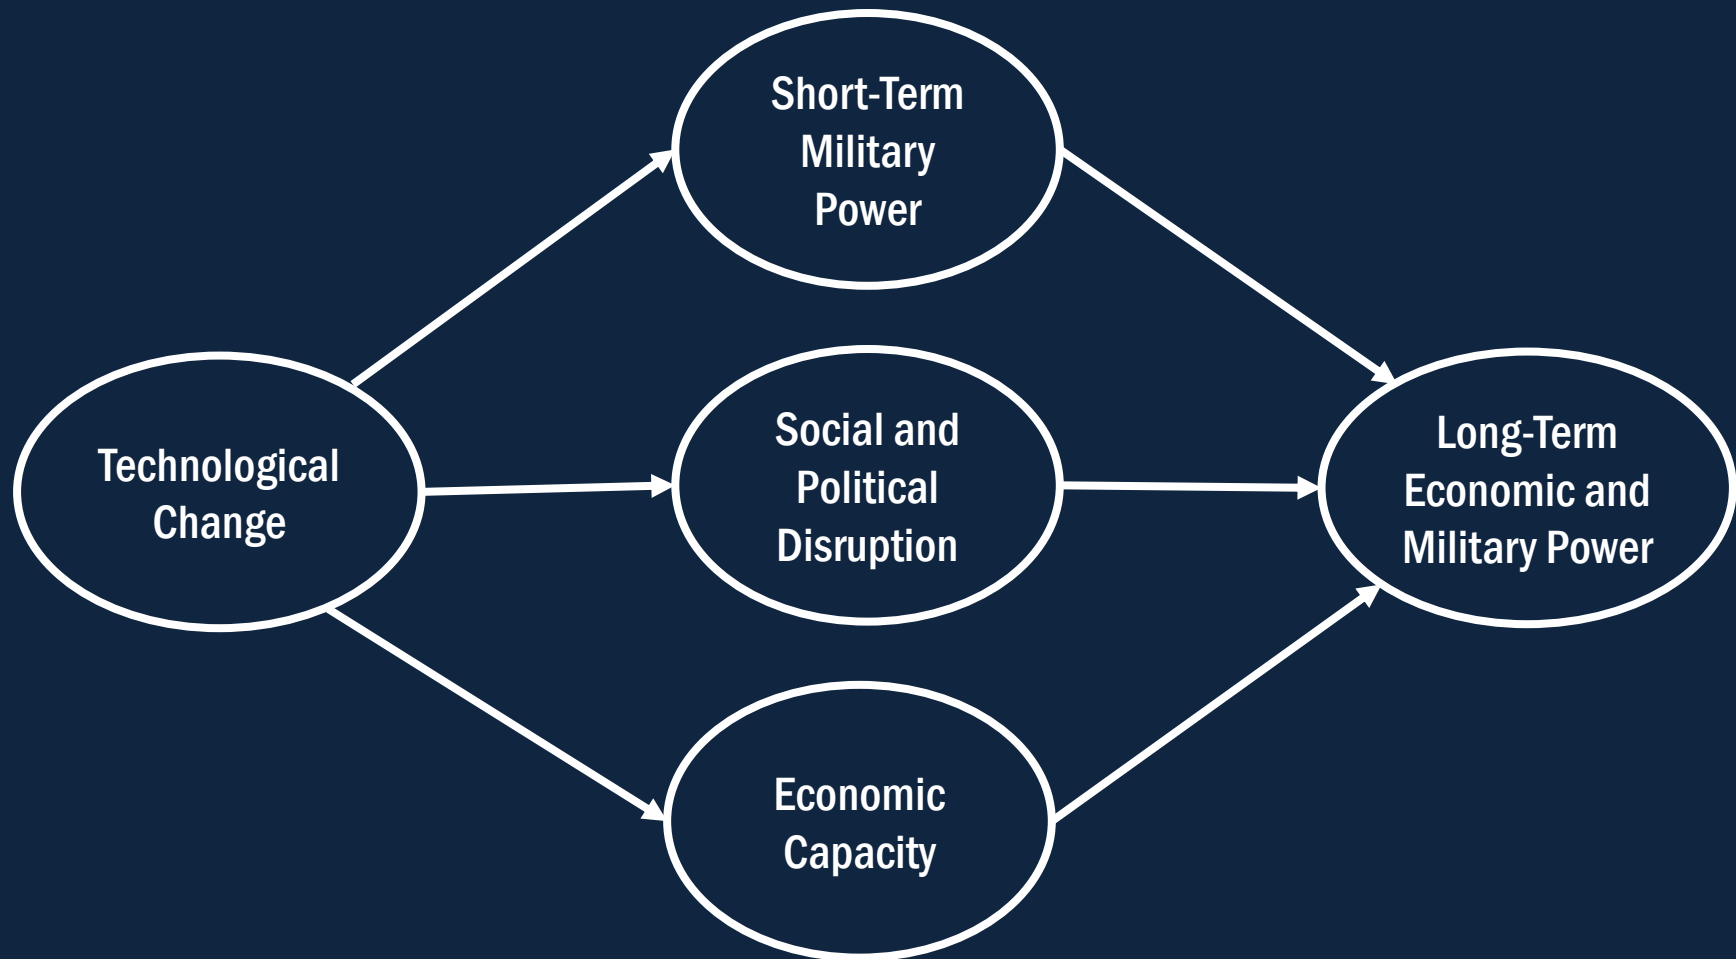 Short-Term
Military
Power
Technological
Change
Social and
Political
Disruption
Long-Term
Economic and
Military Power
Economic
Capacity